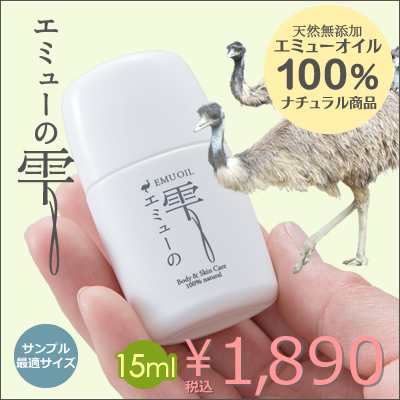 天然無添加
エミューオイル
100%
ナチュラル商品
エミューの雫
EMU OIL
エミューの雫
Body & Skin Care
100% natural
サンプル
最適サイズ
15ml
¥1,890
税込